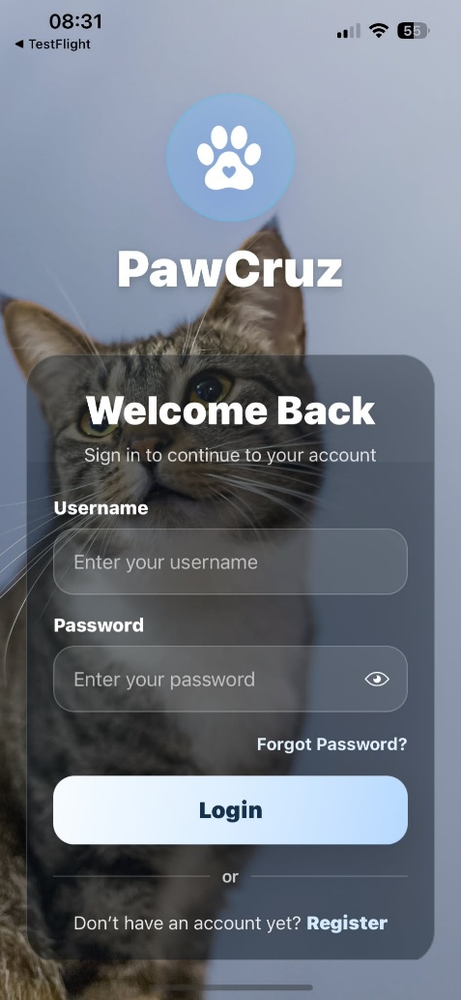 08:31
55
◀ TestFlight
PawCruz
Welcome Back
Sign in to continue to your account
Username
Enter your username
Password
Enter your password
Forgot Password?
Login
or
Don’t have an account yet? Register